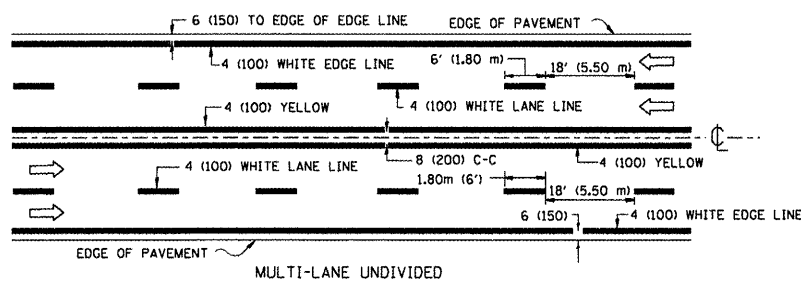 6 (150) TO EDGE OF EDGE LINE
EDGE OF PAVEMENT
4 (100) WHITE EDGE LINE
6' (1.80 m)
18' (5.50 m)
4 (100) YELLOW
4 (100) WHITE LANE LINE
℄
4 (100) WHITE LANE LINE
8 (200) C-C
4 (100) YELLOW
1.80m (6')
18' (5.50 m)
6 (150)
4 (100) WHITE EDGE LINE
EDGE OF PAVEMENT
MULTI-LANE UNDIVIDED